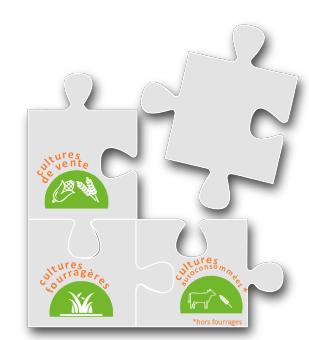 cultures
de vente
cultures
fourragères
cultures
autoconsommées*
*hors fourrages